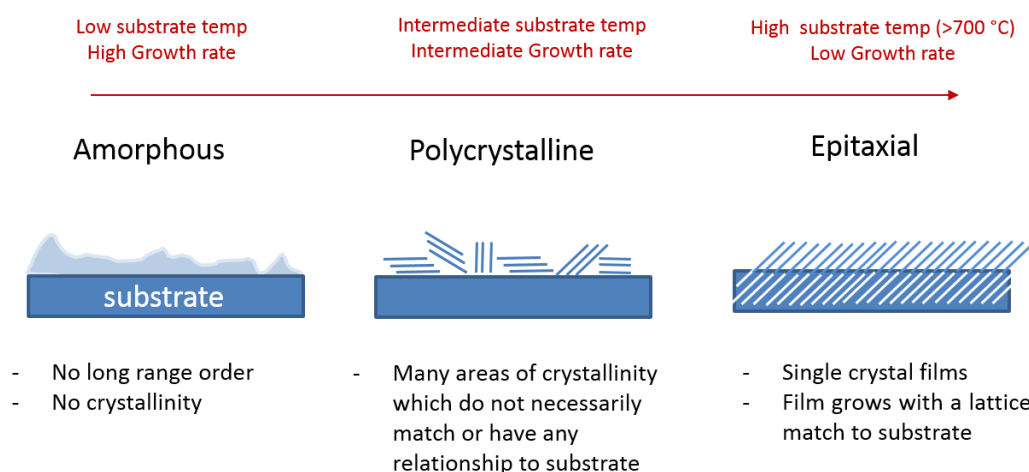 Low substrate temp
High Growth rate
Intermediate substrate temp
Intermediate Growth rate
High substrate temp (>700 °C)
Low Growth rate
Amorphous
Polycrystalline
Epitaxial
substrate
- No long range order
- No crystallinity
- Many areas of crystallinity
which do not necessarily
match or have any
relationship to substrate
- Single crystal films
- Film grows with a lattice
match to substrate